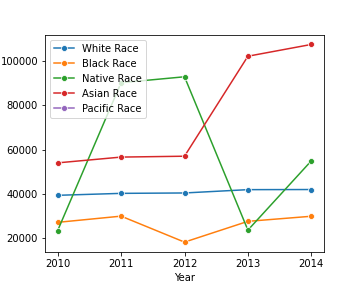 White Race
Black Race
Native Race
Asian Race
Pacific Race
100000
80000
60000
40000
20000
2010 2011 2012 2013 2014
Year